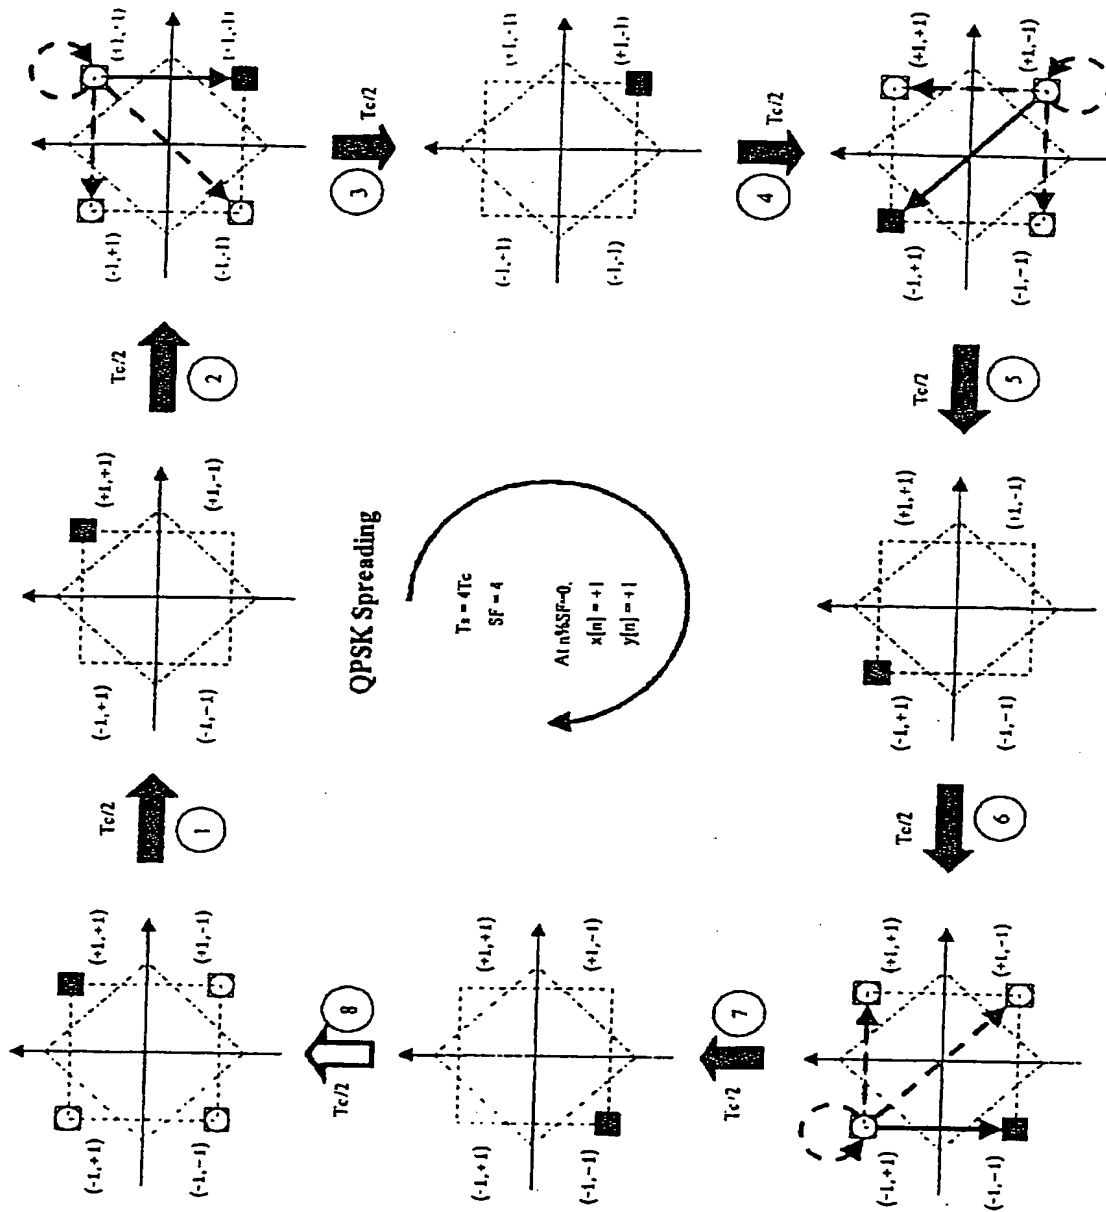 (-1,+1)
(+1,+1)
(-1,-1)
(+1,-1)
Tc/2
1
(-1,+1)
(+1,+1)
(-1,-1)
(+1,-1)
Tc/2
2
(-1,+1)
(-1,-1)
Tc/2
3
(-1,+1)
(-1,-1)
(+1,-1)
Tc/2
4
(-1,+1)
(+1,+1)
(-1,-1)
(+1,-1)
Tc/2
5
(-1,+1)
(+1,+1)
(-1,-1)
(+1,-1)
Tc/2
6
(-1,+1)
(+1,+1)
(-1,-1)
(+1,-1)
Tc/2
7
(-1,+1)
(+1,+1)
(-1,-1)
(+1,-1)
Tc/2
8
QPSK Spreading
Ts = 4Tc
SF = 4
At n%SF=0,
x[n] = +1
y[n] = +1